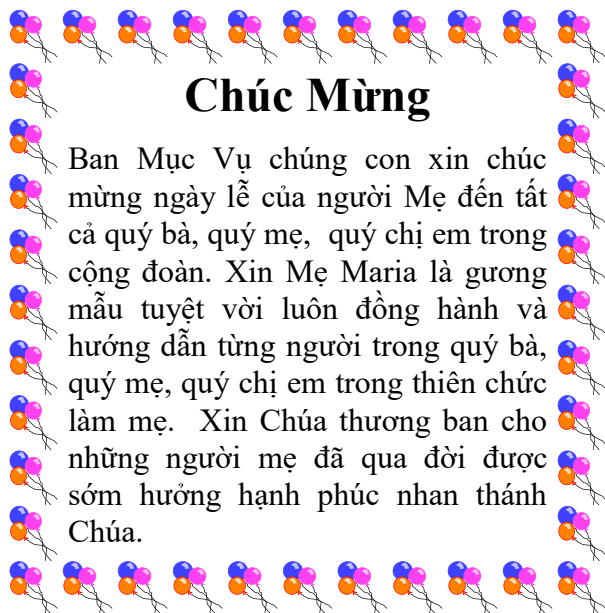 Chúc Mừng
Ban Mục Vụ chúng con xin chúc
mừng ngày lễ của người Mẹ đến tất
cả quý bà, quý mẹ, quý chị em trong
cộng đoàn. Xin Mẹ Maria là gương
mẫu tuyệt vời luôn đồng hành và
hướng dẫn từng người trong quý bà,
quý mẹ, quý chị em trong thiên chức
làm mẹ. Xin Chúa thương ban cho
những người mẹ đã qua đời được
sớm hưởng hạnh phúc nhan thánh
Chúa.